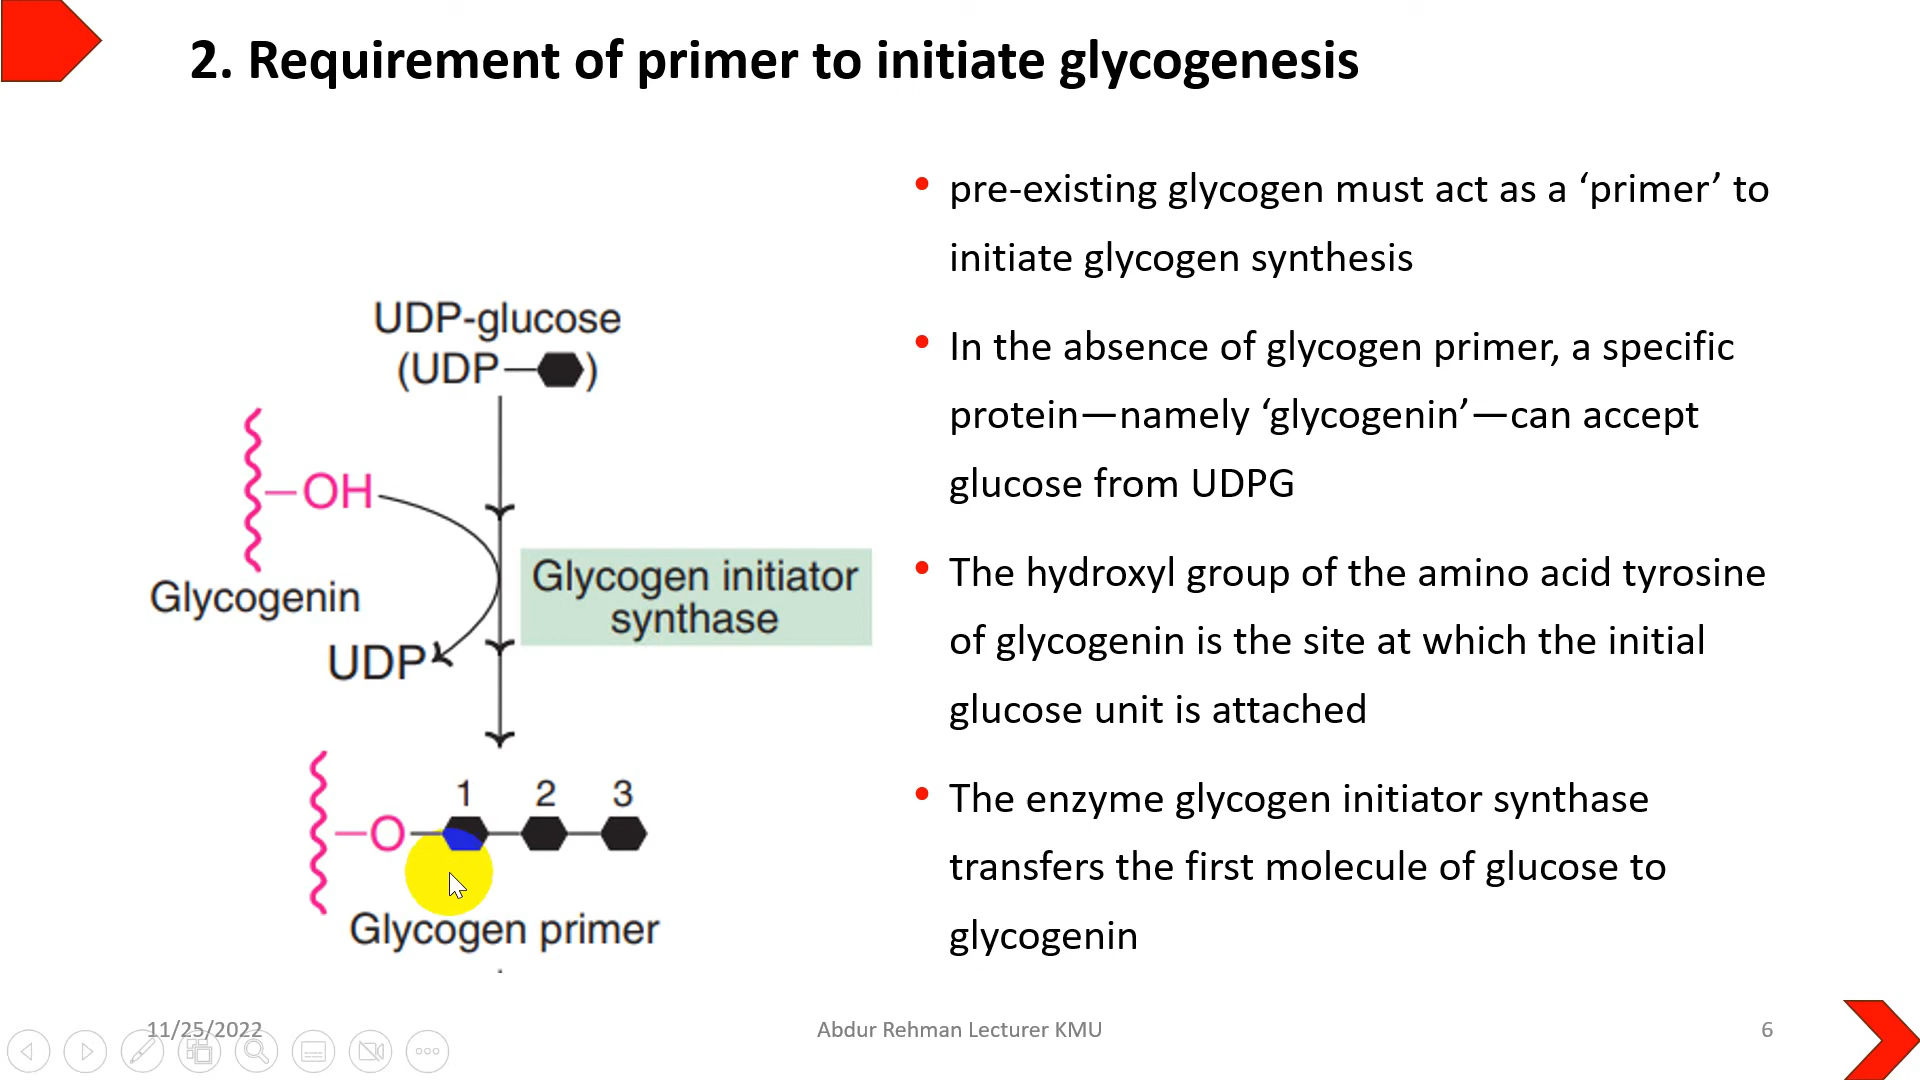 2. Requirement of primer to initiate glycogenesis
UDP-glucose
(UDP—⬢)
OH
Glycogenin
Glycogen initiator
synthase
UDP
O
1 2 3
Glycogen primer
• pre-existing glycogen must act as a ‘primer’ to
initiate glycogen synthesis
• In the absence of glycogen primer, a specific
protein—namely ‘glycogenin’—can accept
glucose from UDPG
• The hydroxyl group of the amino acid tyrosine
of glycogenin is the site at which the initial
glucose unit is attached
• The enzyme glycogen initiator synthase
transfers the first molecule of glucose to
glycogenin
11/25/2022
Abdur Rehman Lecturer KMU
6